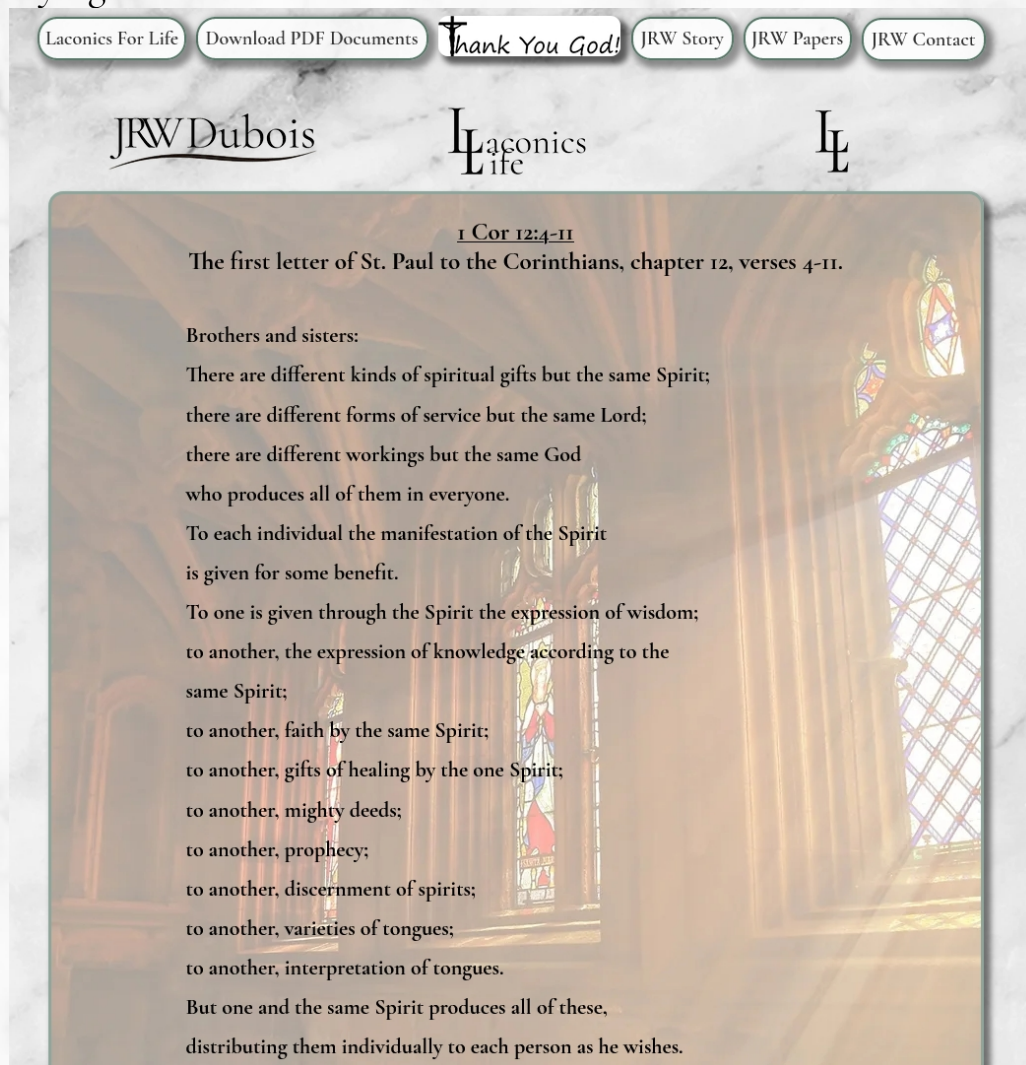 Laconics For Life
Download PDF Documents
Thank You God!
JRW Story
JRW Papers
JRW Contact
JRW Dubois
Laconics
Life
LL
1 Cor 12:4-11
The first letter of St. Paul to the Corinthians, chapter 12, verses 4-11.
Brothers and sisters:
There are different kinds of spiritual gifts but the same Spirit;
there are different forms of service but the same Lord;
there are different workings but the same God
who produces all of them in everyone.
To each individual the manifestation of the Spirit
is given for some benefit.
To one is given through the Spirit the expression of wisdom;
to another, the expression of knowledge according to the
same Spirit;
to another, faith by the same Spirit;
to another, gifts of healing by the one Spirit;
to another, mighty deeds;
to another, prophecy;
to another, discernment of spirits;
to another, varieties of tongues;
to another, interpretation of tongues.
But one and the same Spirit produces all of these,
distributing them individually to each person as he wishes.